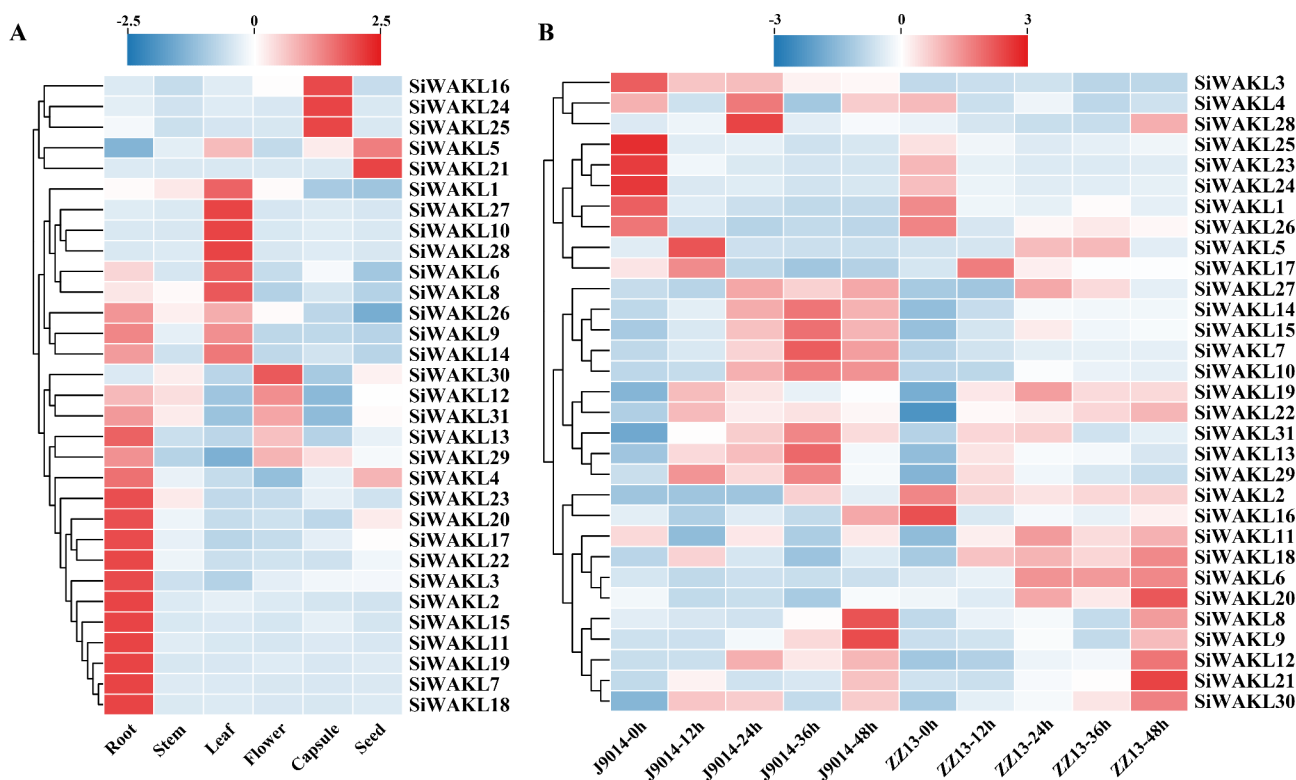 A
-2.5 0 2.5
SiWAKL16
SiWAKL24
SiWAKL25
SiWAKL5
SiWAKL21
SiWAKL1
SiWAKL27
SiWAKL10
SiWAKL28
SiWAKL6
SiWAKL8
SiWAKL26
SiWAKL9
SiWAKL14
SiWAKL30
SiWAKL12
SiWAKL31
SiWAKL13
SiWAKL29
SiWAKL4
SiWAKL23
SiWAKL20
SiWAKL17
SiWAKL22
SiWAKL3
SiWAKL2
SiWAKL15
SiWAKL11
SiWAKL19
SiWAKL7
SiWAKL18
Root Stem Leaf Flower Capsule Seed
B
-3 0 3
SiWAKL3
SiWAKL4
SiWAKL28
SiWAKL25
SiWAKL23
SiWAKL24
SiWAKL1
SiWAKL26
SiWAKL5
SiWAKL17
SiWAKL27
SiWAKL14
SiWAKL15
SiWAKL7
SiWAKL10
SiWAKL19
SiWAKL22
SiWAKL31
SiWAKL13
SiWAKL29
SiWAKL2
SiWAKL16
SiWAKL11
SiWAKL18
SiWAKL6
SiWAKL20
SiWAKL8
SiWAKL9
SiWAKL12
SiWAKL21
SiWAKL30
J9014-0h J9014-12h J9014-24h J9014-36h J9014-48h ZZ13-0h ZZ13-12h ZZ13-24h ZZ13-36h ZZ13-48h